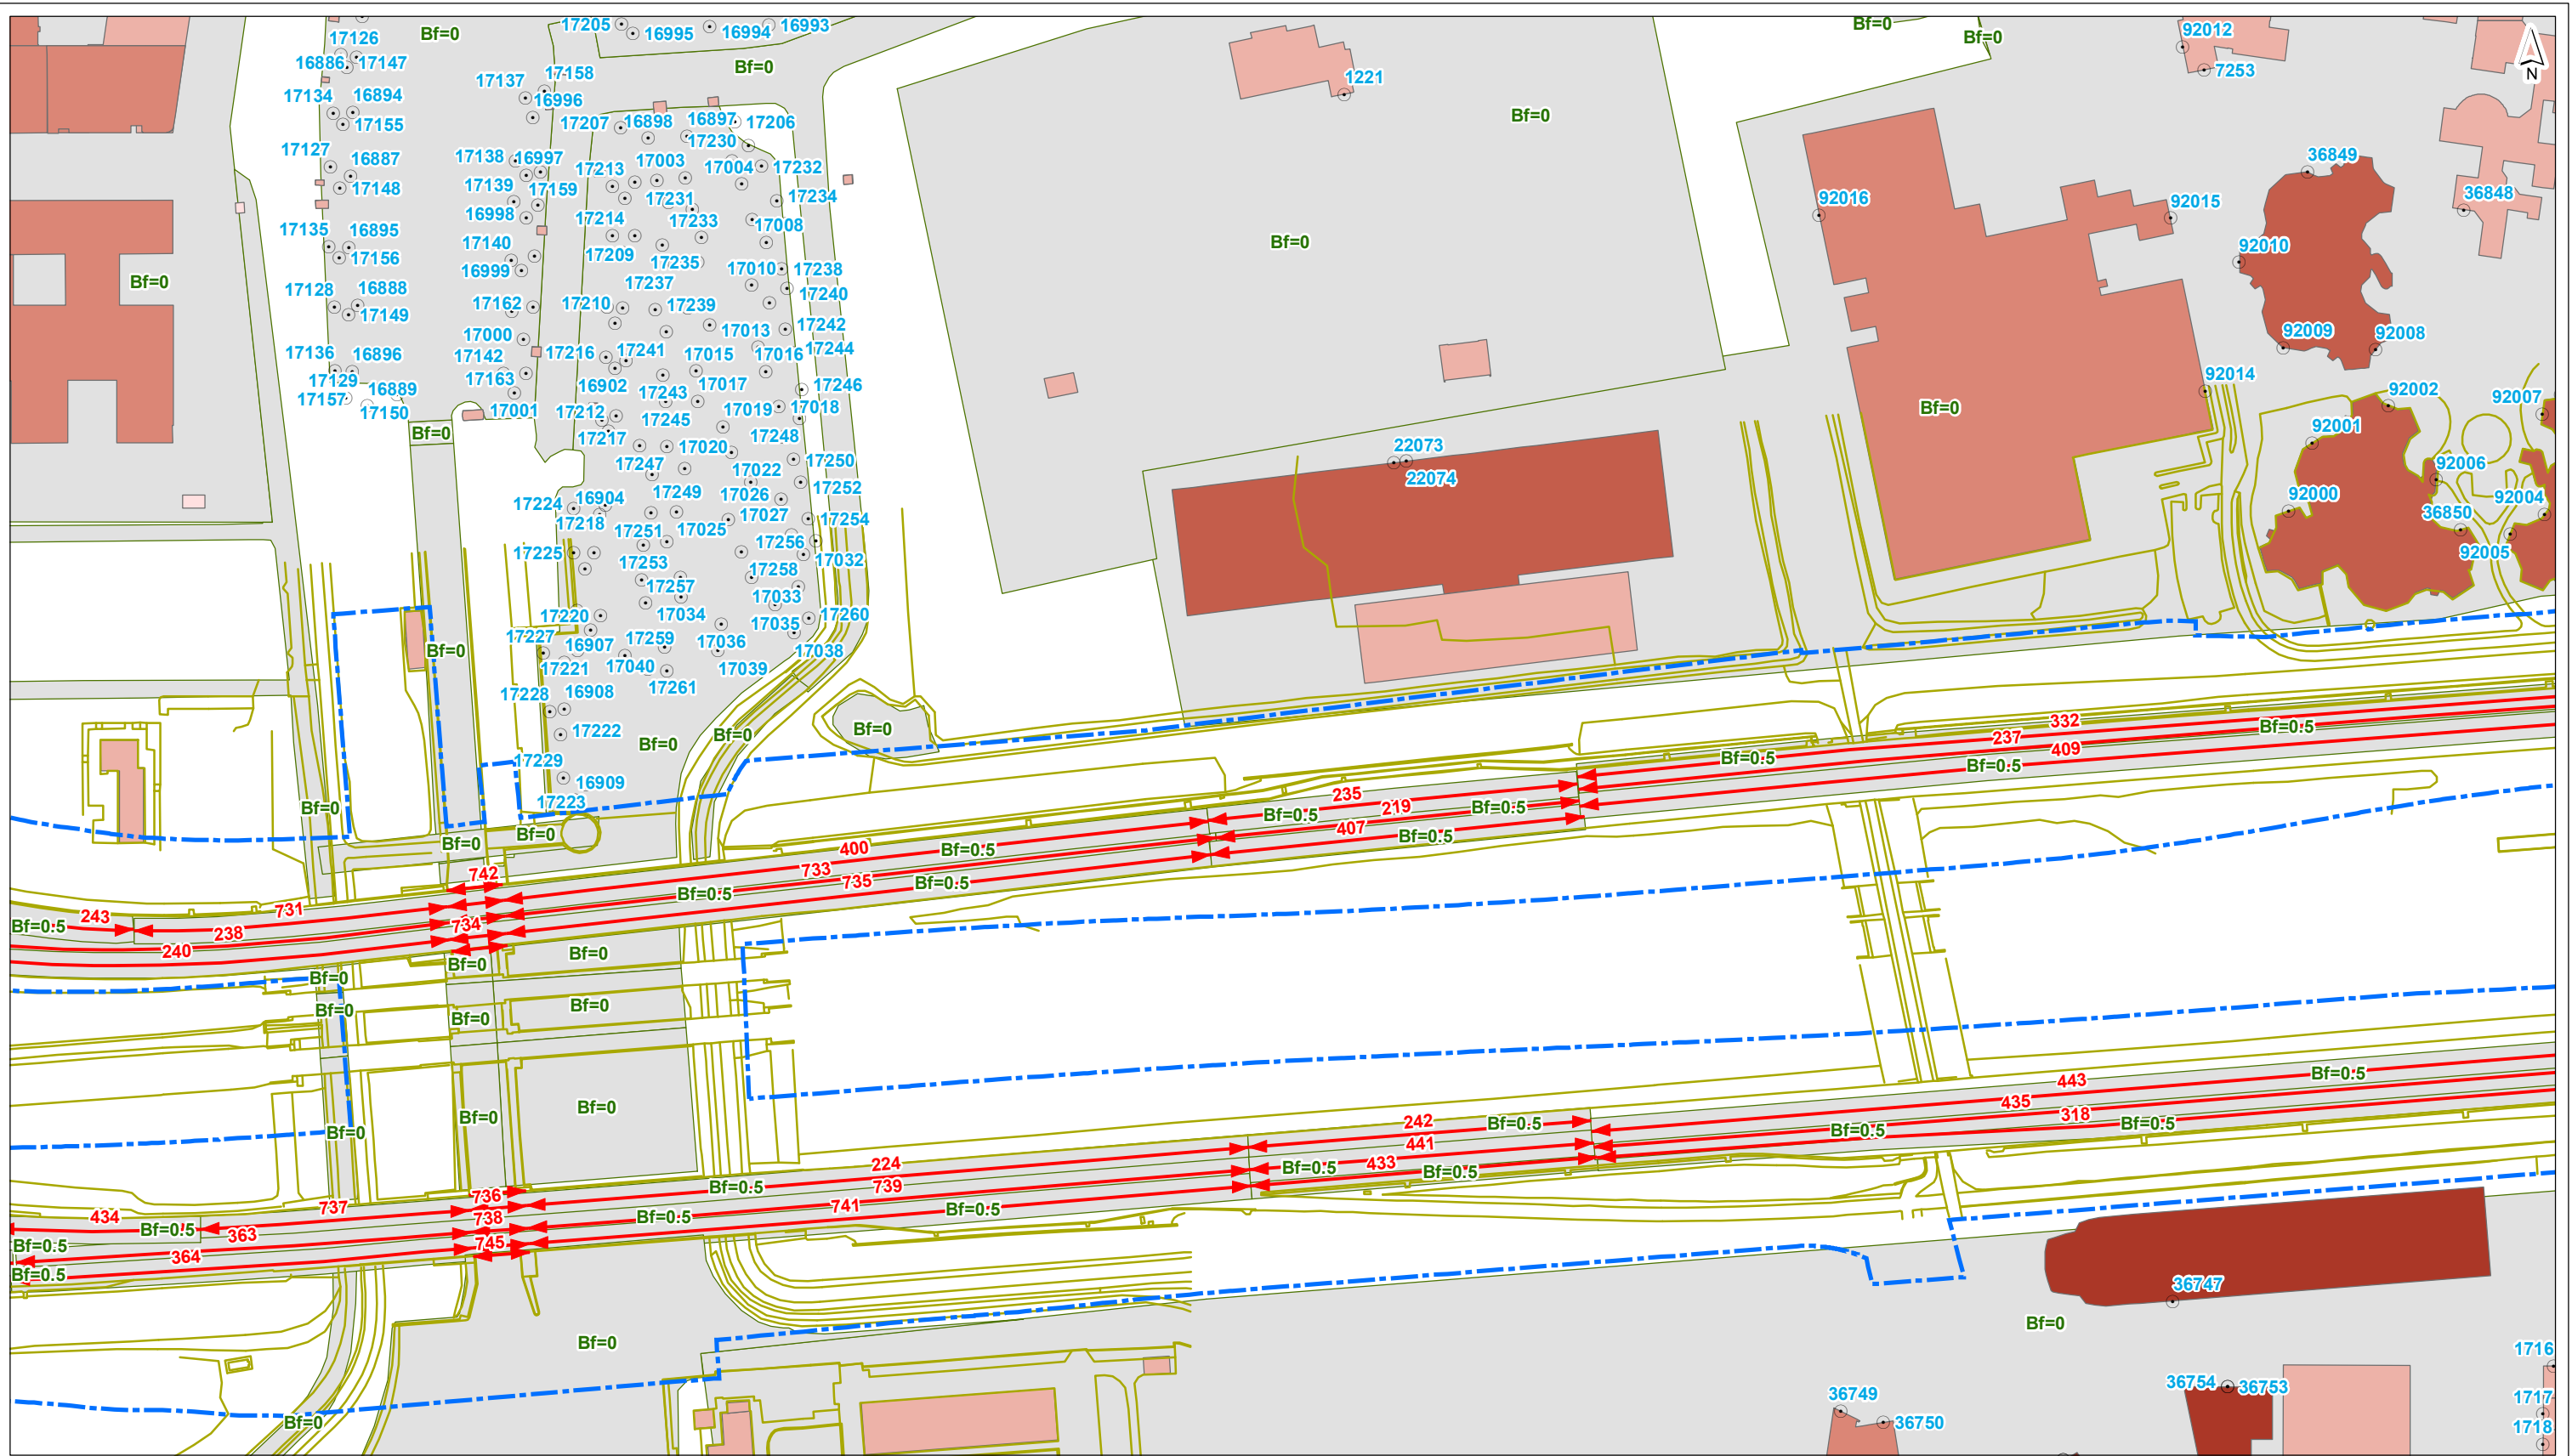 17205 16995 16994 16993 Bf=0 Bf=0 92012
17126 Bf=0 Bf=0
16886 17147 17137 17158 Bf=0 1221 7253 N
17134 16894 16996
17155 17207 16898 16897 17206 Bf=0
17127 16887 17138 16997 17230 36849
17148 17139 17159 17213 17003 17004 17232
16998 17214 17231 17234 92016 92015 36848
17135 16895 17140 17233 17008
17156 16999 17209 17235 Bf=0 92010
Bf=0 17128 16888 17162 17210 17237 17010 17238
17149 17239 17240
17000 17013 17242 92009 92008
17136 16896 17142 17216 17241 17015 17016 17244
17129 16889 17163 16902 17243 17017 17246 92014 92002 92007
17157 17150 17001 17212 17245 17019 17018 Bf=0
Bf=0 17217 17020 17248 22073 92001
17247 17022 17250 22074 92006
17224 16904 17249 17026 17252 92000 92004
17218 17251 17025 17027 17254 36850
17225 17253 17256 17032 92005
17257 17258
17220 17034 17033 17260
17227 16907 17259 17036 17035
Bf=0 17221 17040 17039 17038
17228 16908 17261
17222 Bf=0 Bf=0 Bf=0 332
17229 237 409 Bf=0.5
16909 Bf=0.5 Bf=0.5
17223 235 219 Bf=0.5
Bf=0 Bf=0 Bf=0.5 407 Bf=0.5
Bf=0 400 Bf=0.5
742 733 735 Bf=0.5
Bf=0.5
243 731
Bf=0.5 238 734
240 Bf=0 Bf=0
Bf=0
Bf=0 Bf=0 Bf=0
443 Bf=0.5
Bf=0 Bf=0 435 318
Bf=0 242 Bf=0.5 Bf=0.5 Bf=0.5
441
224 433 Bf=0.5 Bf=0.5
736 739 Bf=0.5
434 737 741 Bf=0.5
Bf=0.5 363 738 Bf=0.5
Bf=0.5 364 745
Bf=0.5 36747
Bf=0 Bf=0
1716
36754 36753
36749 1717
Bf=0 36750 1718